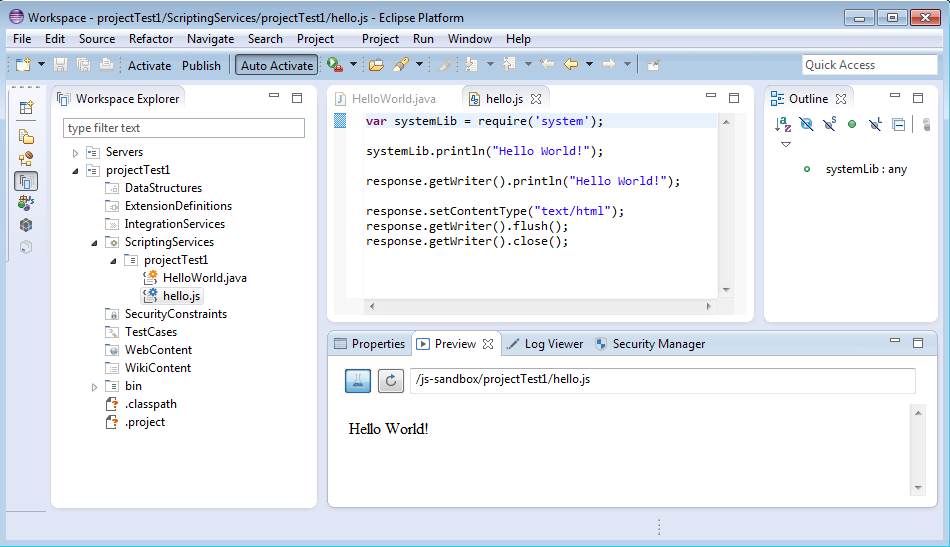 Workspace - projectTest1/ScriptingServices/projectTest1/hello.js - Eclipse Platform
File Edit Source Refactor Navigate Search Project Project Run Window Help
Activate Publish Auto Activate Quick Access
Workspace Explorer
type filter text
Servers
projectTest1
DataStructures
ExtensionDefinitions
IntegrationServices
ScriptingServices
projectTest1
HelloWorld.java
hello.js
SecurityConstraints
TestCases
WebContent
WikiContent
bin
.classpath
.project
HelloWorld.java hello.js
var systemLib = require('system');
systemLib.println("Hello World!");
response.getWriter().println("Hello World!");
response.setContentType("text/html");
response.getWriter().flush();
response.getWriter().close();
Outline
systemLib : any
Properties Preview Log Viewer Security Manager
/js-sandbox/projectTest1/hello.js
Hello World!